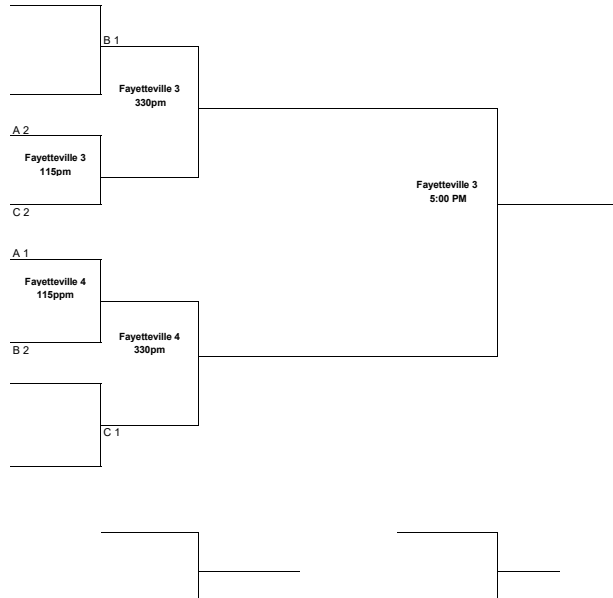 B 1
Fayetteville 3
330pm
A 2
Fayetteville 3
115pm
C 2
Fayetteville 3
5:00 PM
A 1
Fayetteville 4
115ppm
B 2
Fayetteville 4
330pm
C 1